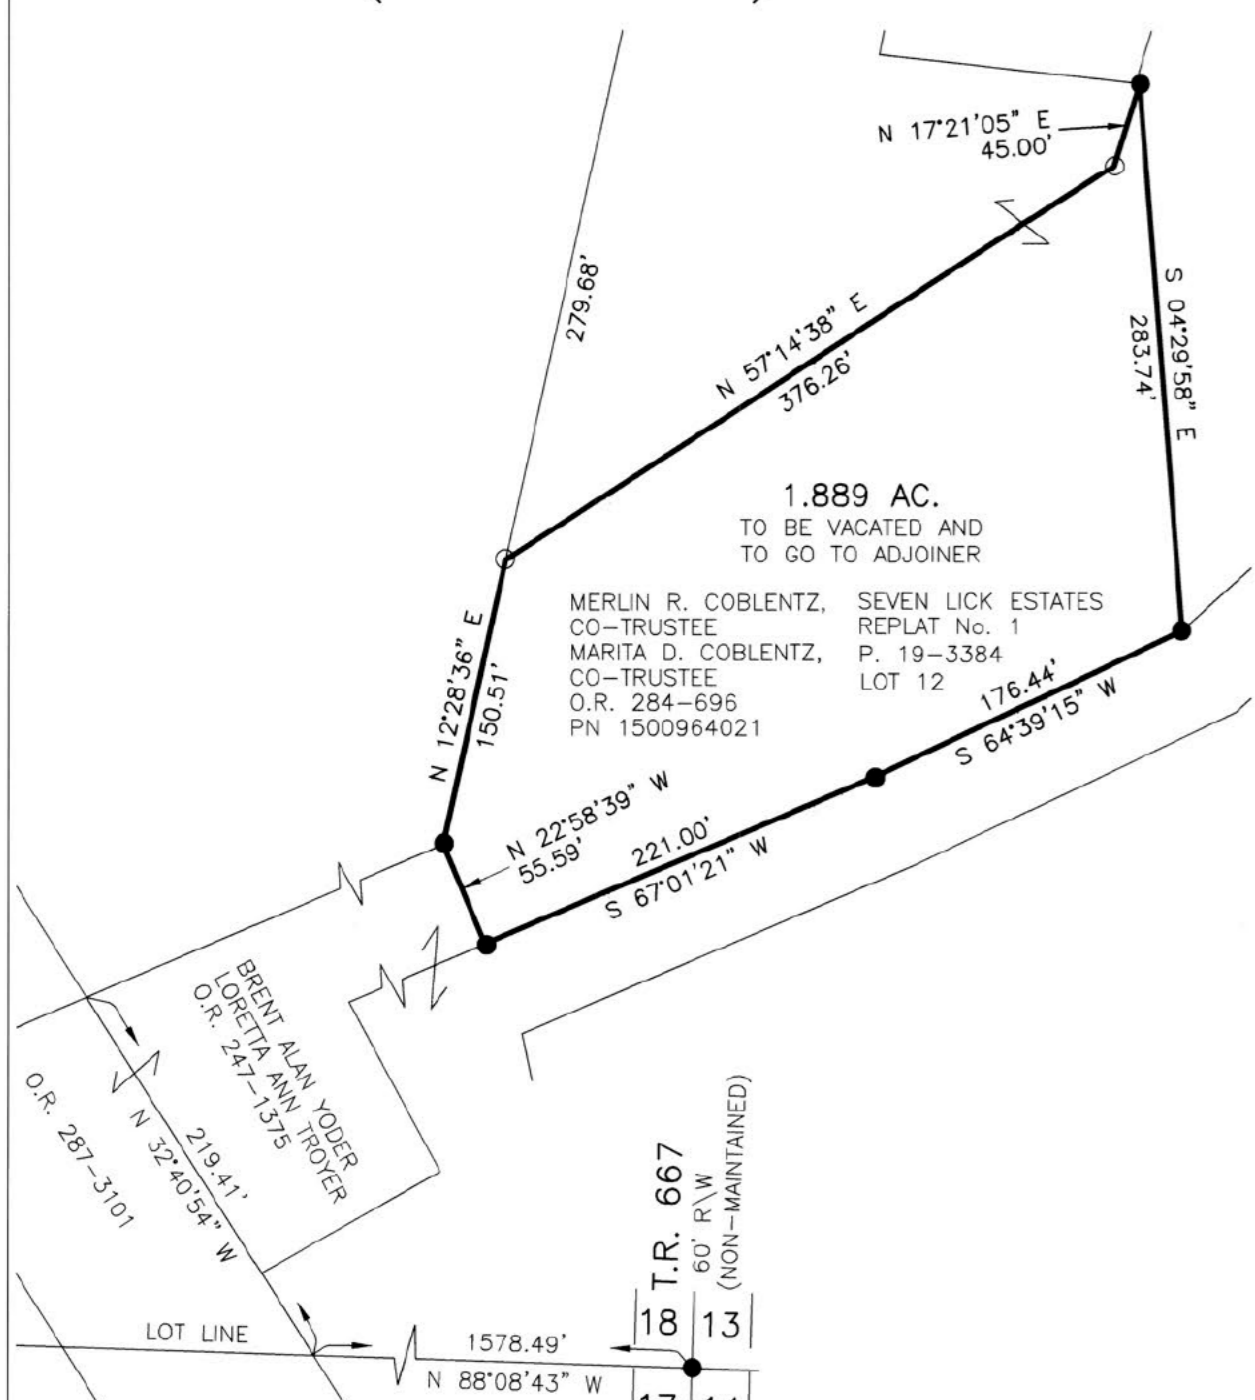 N 17°21'05" E
45.00'
279.68'
N 57°14'38" E
376.26'
S 04°29'58" E
283.74'
1.889 AC.
TO BE VACATED AND
TO GO TO ADJOINER
MERLIN R. COBLENTZ,
CO-TRUSTEE
MARITA D. COBLENTZ,
CO-TRUSTEE
O.R. 284-696
PN 1500964021
SEVEN LICK ESTATES
REPLAT No. 1
P. 19-3384
LOT 12
N 12°28'36" E
150.51'
176.44'
S 64°39'15" W
N 22°58'39" W
55.59'
221.00'
S 67°01'21" W
BRENT ALAN YODER
LORETTA ANN TROYER
O.R. 247-1375
O.R. 287-3101
219.41'
N 32°40'54" W
T.R. 667
60' R\W
(NON-MAINTAINED)
18 13
LOT LINE
1578.49'
N 88°08'43" W